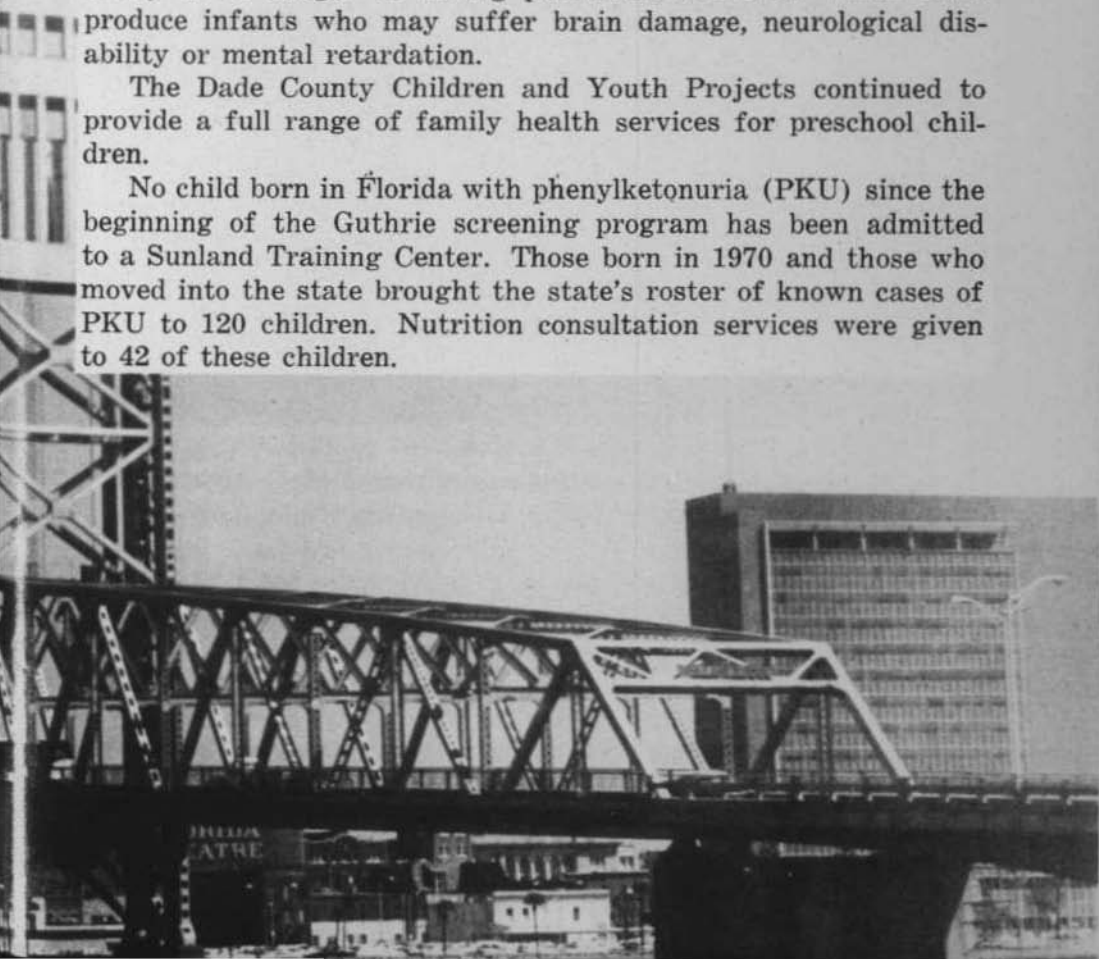 produce infants who may suffer brain damage, neurological dis-
ability or mental retardation.
The Dade County Children and Youth Projects continued to
provide a full range of family health services for preschool chil-
dren.
No child born in Florida with phenylketonuria (PKU) since the
beginning of the Guthrie screening program has been admitted
to a Sunland Training Center. Those born in 1970 and those who
moved into the state brought the state's roster of known cases of
PKU to 120 children. Nutrition consultation services were given
to 42 of these children.